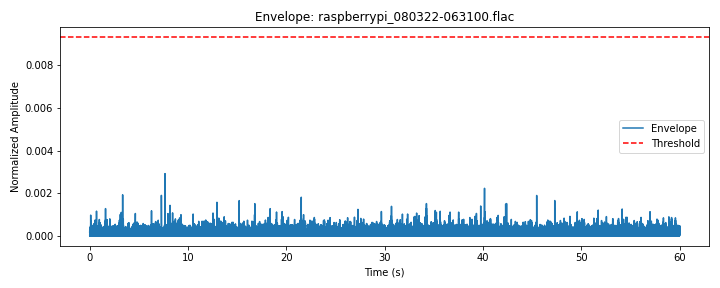 Envelope: raspberrypi_080322-063100.flac
Normalized Amplitude
0.008
0.006
0.004
0.002
0.000
Envelope
Threshold
0 10 20 30 40 50 60
Time (s)